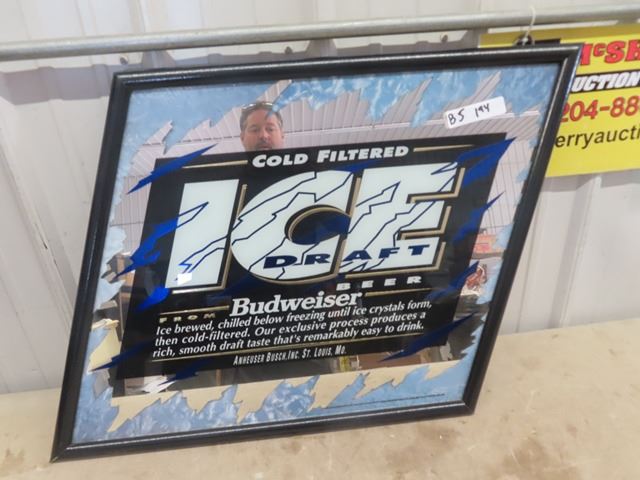 B5 194
McSh
UCTION
204-88
erryaucti
COLD FILTERED
ICE
DRAFT
BEER
FROM Budweiser
Ice brewed, chilled below freezing until ice crystals form,
then cold-filtered. Our exclusive process produces a
rich, smooth draft taste that's remarkably easy to drink.
ANHEUSER BUSCH, INC. ST. LOUIS, MO.